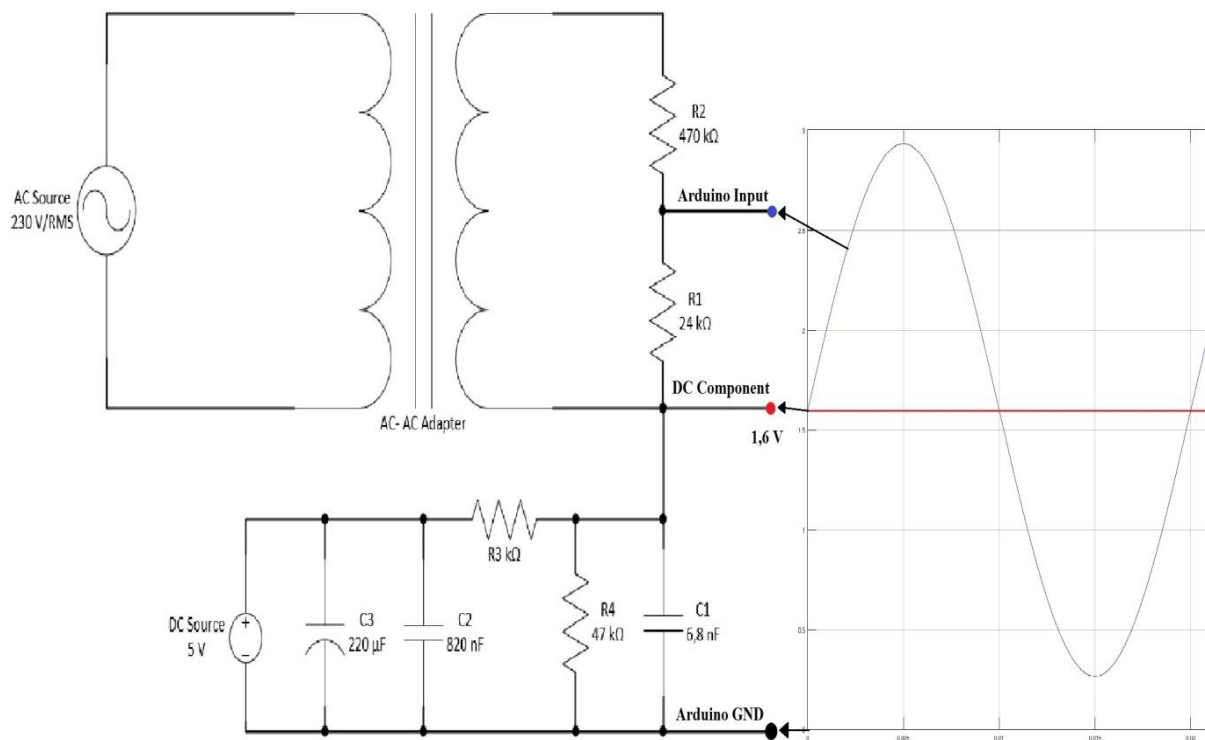 AC Source
230 V/RMS
AC- AC Adapter
R2
470 kΩ
Arduino Input
R1
24 kΩ
DC Component
1,6 V
R3 kΩ
DC Source
5 V
+
−
C3
220 µF
C2
820 nF
R4
47 kΩ
C1
6,8 nF
Arduino GND
3
2.5
2
1.5
1
0.5
0
0.005
0.01
0.015
0.02